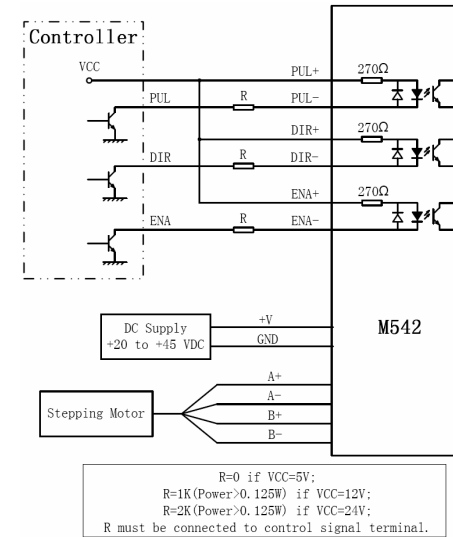 Controller
VCC
PUL+ 270Ω
PUL R PUL-
DIR+ 270Ω
DIR R DIR-
ENA+ 270Ω
ENA R ENA-
M542
DC Supply
+20 to +45 VDC
+V
GND
Stepping Motor
A+
A-
B+
B-
R=0 if VCC=5V;
R=1K(Power>0.125W) if VCC=12V;
R=2K(Power>0.125W) if VCC=24V;
R must be connected to control signal terminal.